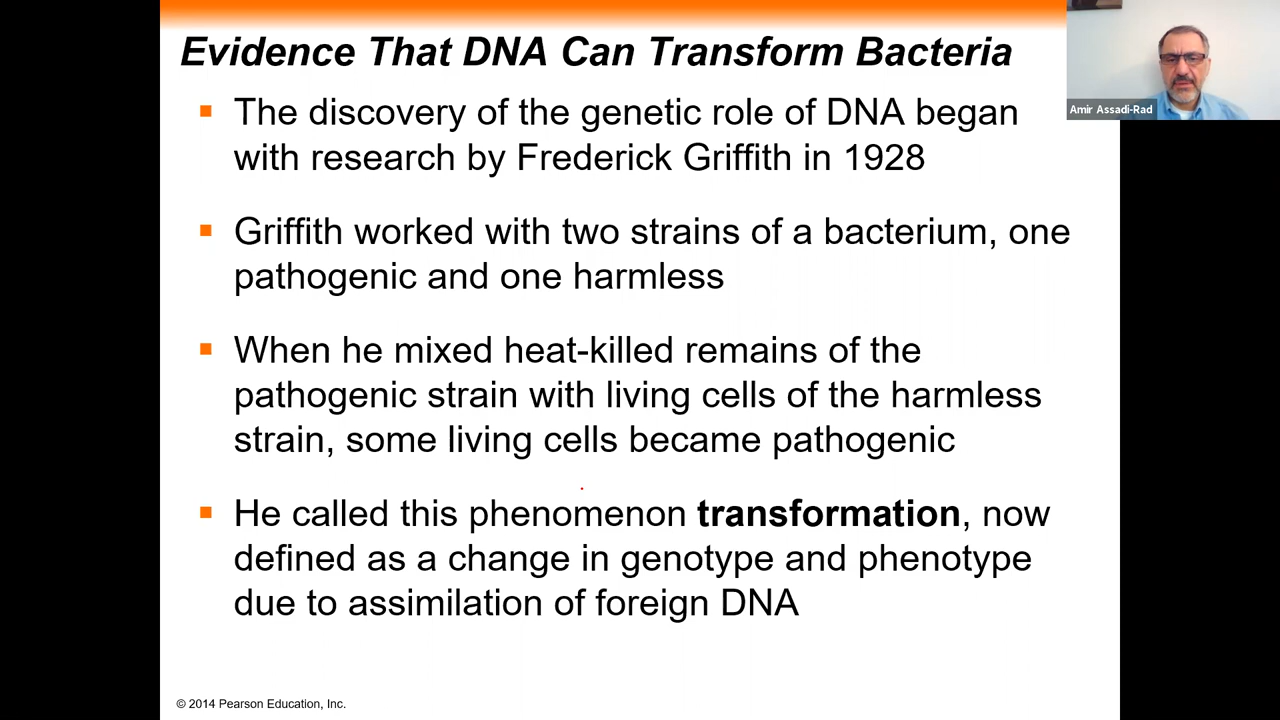 Evidence That DNA Can Transform Bacteria
Amir Assadi-Rad
▪ The discovery of the genetic role of DNA began
with research by Frederick Griffith in 1928
▪ Griffith worked with two strains of a bacterium, one
pathogenic and one harmless
▪ When he mixed heat-killed remains of the
pathogenic strain with living cells of the harmless
strain, some living cells became pathogenic
▪ He called this phenomenon transformation, now
defined as a change in genotype and phenotype
due to assimilation of foreign DNA
© 2014 Pearson Education, Inc.